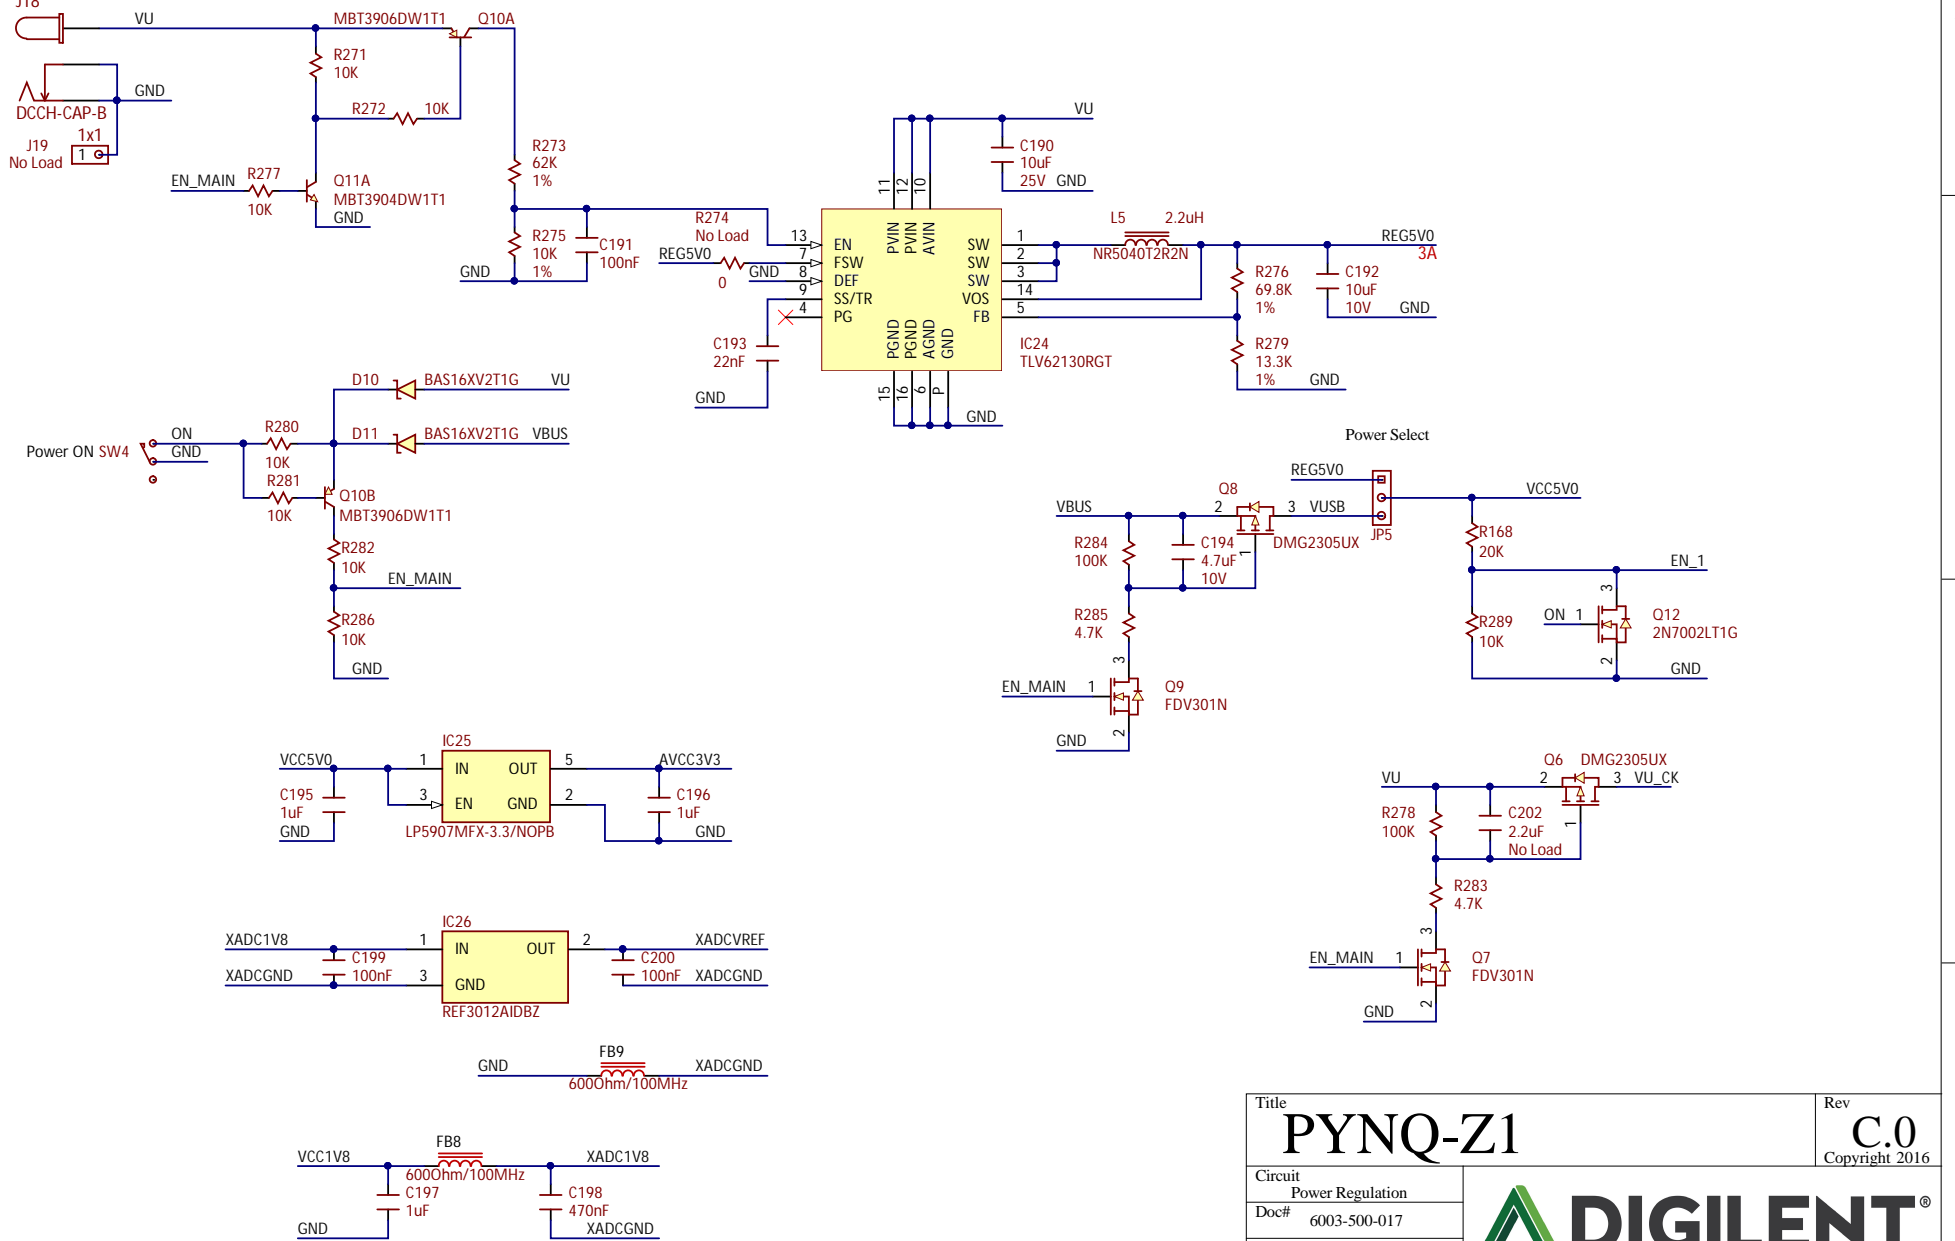 J18
VU
MBT3906DW1T1
Q10A
R271
10K
GND
R272
10K
DCCH-CAP-B
J19
No Load
1x1
1
EN_MAIN
R277
10K
Q11A
MBT3904DW1T1
GND
R273
62K
1%
R275
10K
1%
C191
100nF
GND
R274
No Load
REG5V0
0
GND
13
7
8
9
4
EN
FSW
DEF
SS/TR
PG
C193
22nF
GND
11
12
10
PVIN
PVIN
AVIN
PGND
PGND
AGND
GND
15
16
6
P
GND
SW
SW
SW
VOS
FB
1
2
3
14
5
IC24
TLV62130RGT
VU
C190
10uF
25V
GND
L5
2.2uH
NR5040T2R2N
REG5V0
3A
R276
69.8K
1%
C192
10uF
10V
GND
R279
13.3K
1%
GND
D10
BAS16XV2T1G
VU
D11
BAS16XV2T1G
VBUS
Power ON SW4
ON
GND
R280
10K
R281
10K
Q10B
MBT3906DW1T1
R282
10K
EN_MAIN
R286
10K
GND
Power Select
REG5V0
VBUS
Q8
2
3
1
VUSB
DMG2305UX
JP5
VCC5V0
R284
100K
C194
4.7uF
10V
R285
4.7K
EN_MAIN
1
3
2
Q9
FDV301N
GND
R168
20K
EN_1
R289
10K
ON
1
3
2
Q12
2N7002LT1G
GND
IC25
VCC5V0
1
IN
OUT
5
AVCC3V3
C195
1uF
3
EN
GND
2
C196
1uF
GND
LP5907MFX-3.3/NOPB
GND
Q6
DMG2305UX
VU
2
3
1
VU_CK
R278
100K
C202
2.2uF
No Load
R283
4.7K
EN_MAIN
1
3
2
Q7
FDV301N
GND
IC26
XADC1V8
1
IN
OUT
2
XADCVREF
C199
100nF
XADCGND
3
GND
C200
100nF
XADCGND
REF3012AIDBZ
FB9
GND
XADCGND
600Ohm/100MHz
FB8
VCC1V8
XADC1V8
600Ohm/100MHz
C197
1uF
C198
470nF
GND
XADCGND
Title
PYNQ-Z1
Rev
C.0
Copyright 2016
Circuit
Power Regulation
Doc#
6003-500-017
DIGILENT®